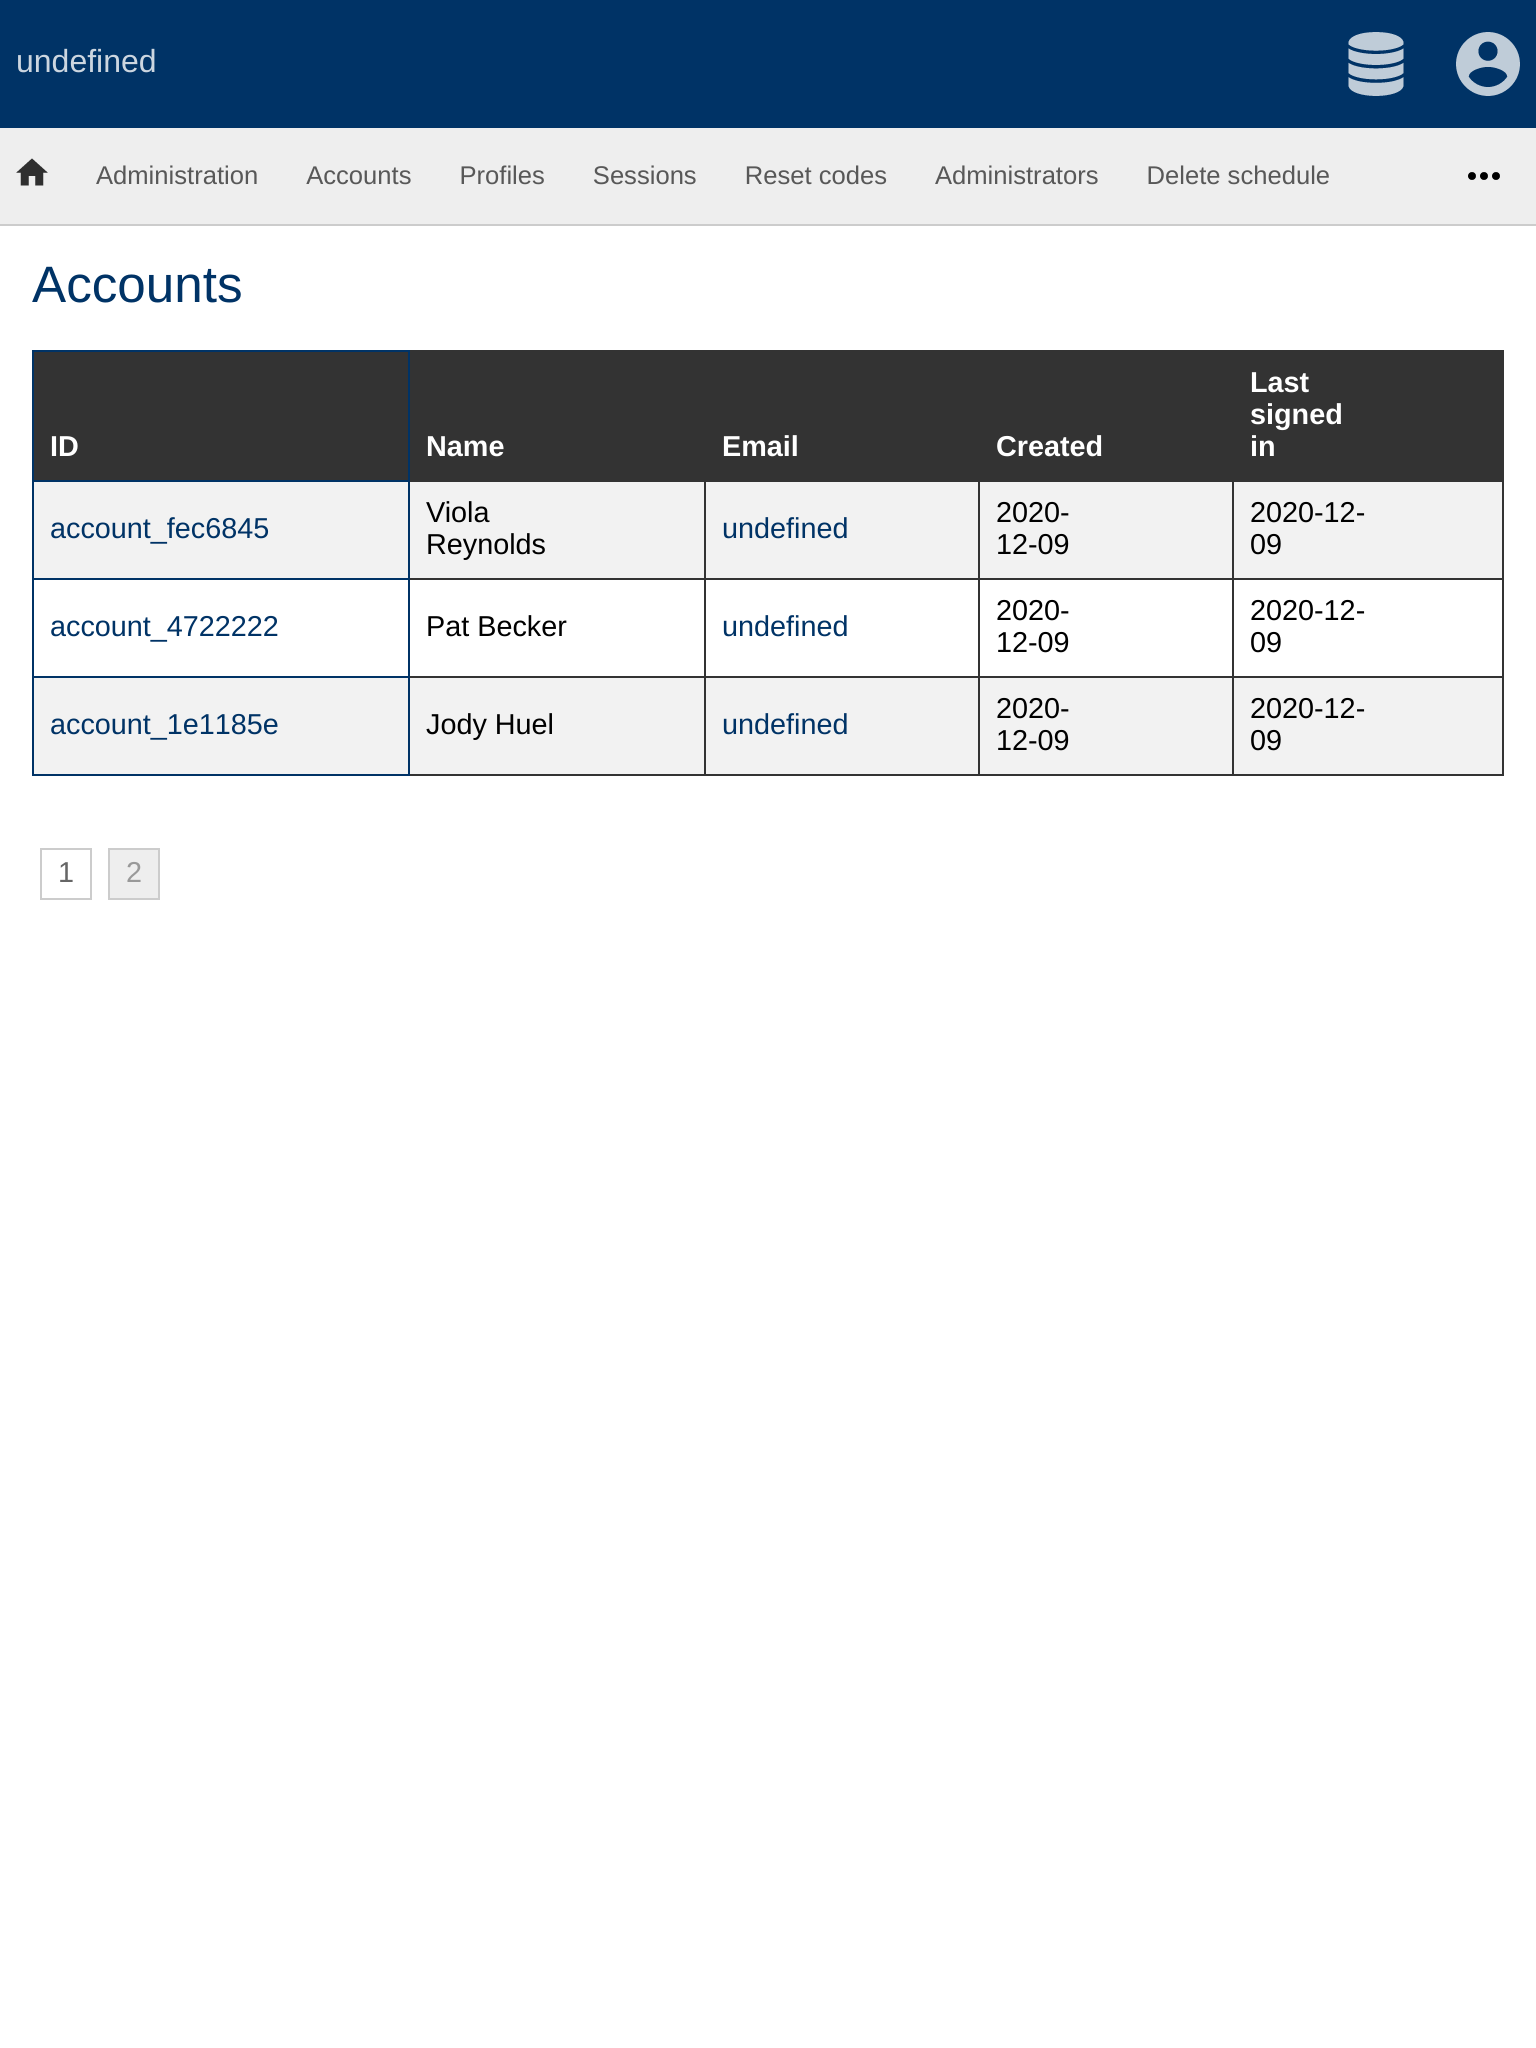 undefined
Administration Accounts Profiles Sessions Reset codes Administrators Delete schedule
Accounts
ID Name Email Created Last signed in
account_fec6845 Viola Reynolds undefined 2020-12-09 2020-12-09
account_4722222 Pat Becker undefined 2020-12-09 2020-12-09
account_1e1185e Jody Huel undefined 2020-12-09 2020-12-09
1 2